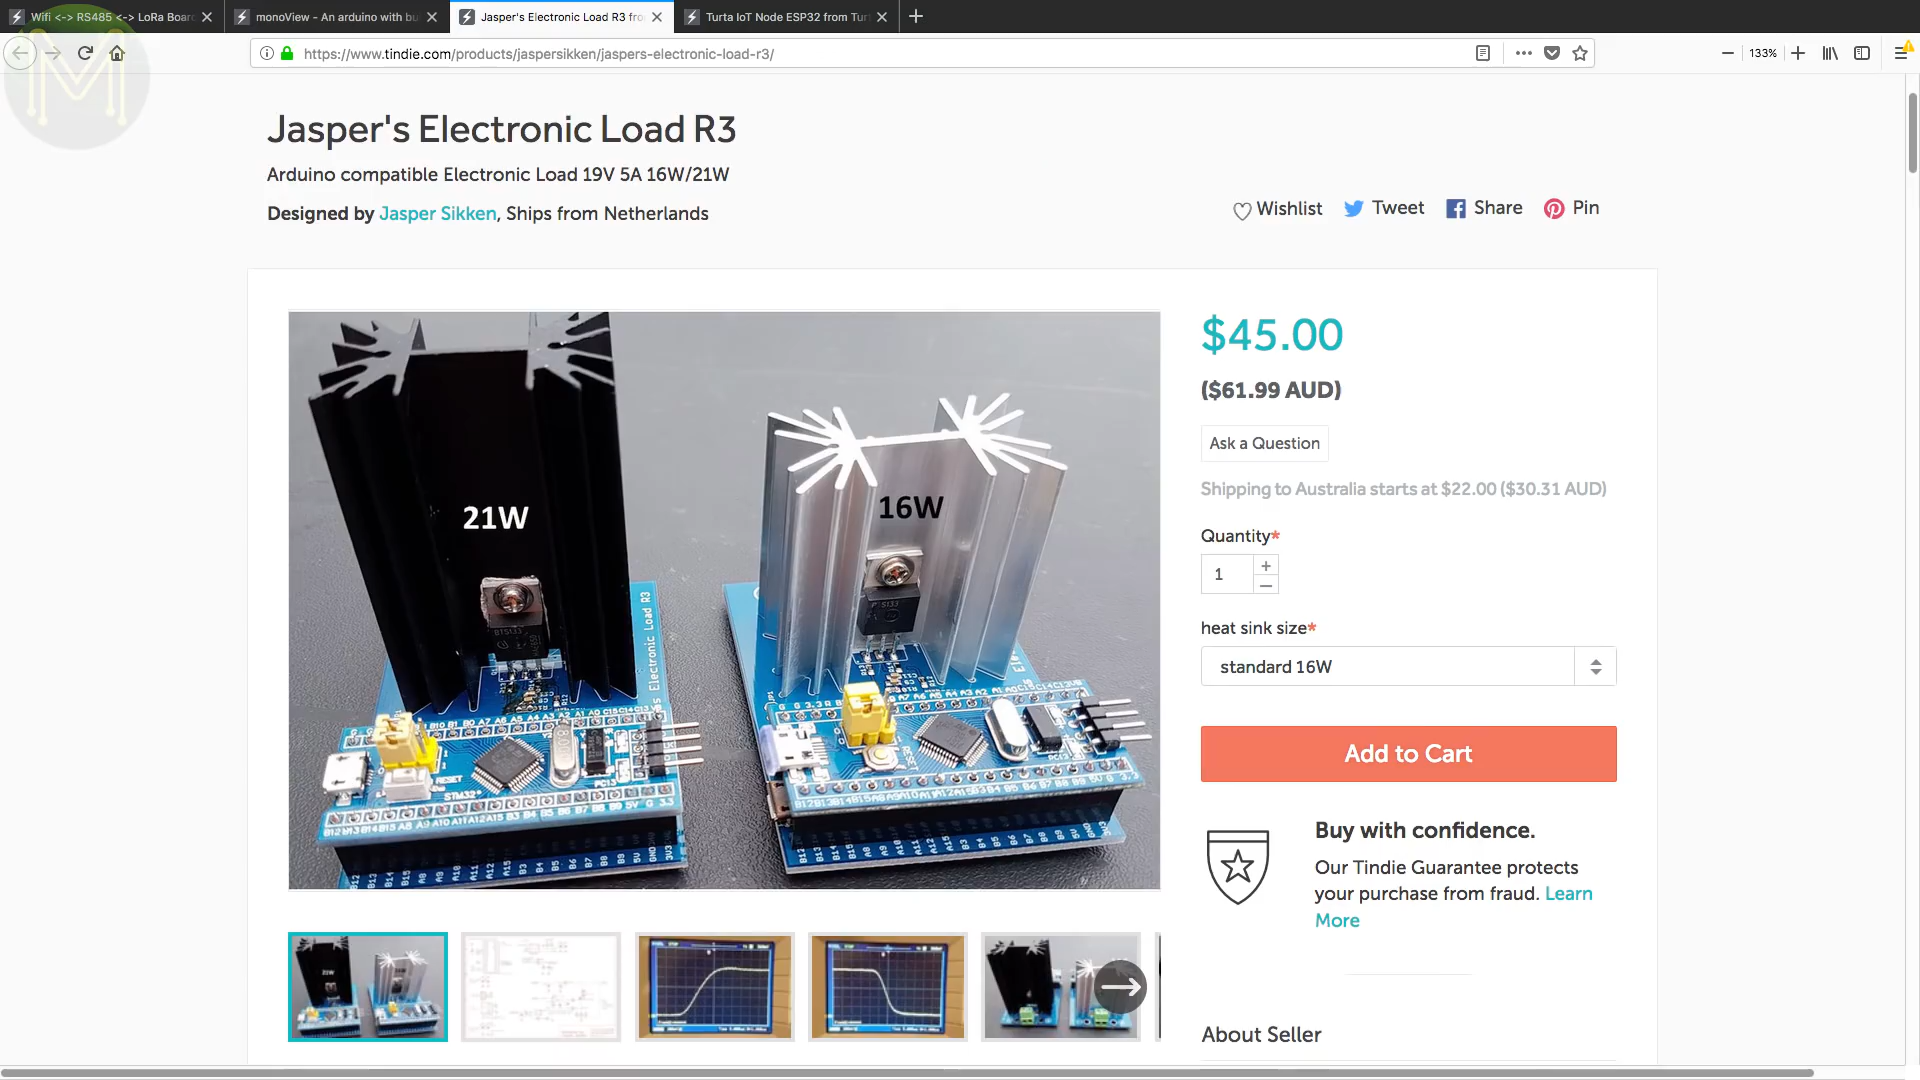 Wifi <-> RS485 <-> LoRa Board
monoView - An arduino with bu
Jasper's Electronic Load R3 fro
Turta IoT Node ESP32 from Tur
https://www.tindie.com/products/jaspersikken/jaspers-electronic-load-r3/
133%
M
Jasper's Electronic Load R3
Arduino compatible Electronic Load 19V 5A 16W/21W
Designed by Jasper Sikken, Ships from Netherlands
Wishlist
Tweet
Share
Pin
$45.00
($61.99 AUD)
Ask a Question
Shipping to Australia starts at $22.00 ($30.31 AUD)
Quantity*
1
heat sink size*
standard 16W
Add to Cart
Buy with confidence.
Our Tindie Guarantee protects
your purchase from fraud. Learn
More
About Seller
21W
16W
BTS133
Electronic Load R3
RESET
STM32